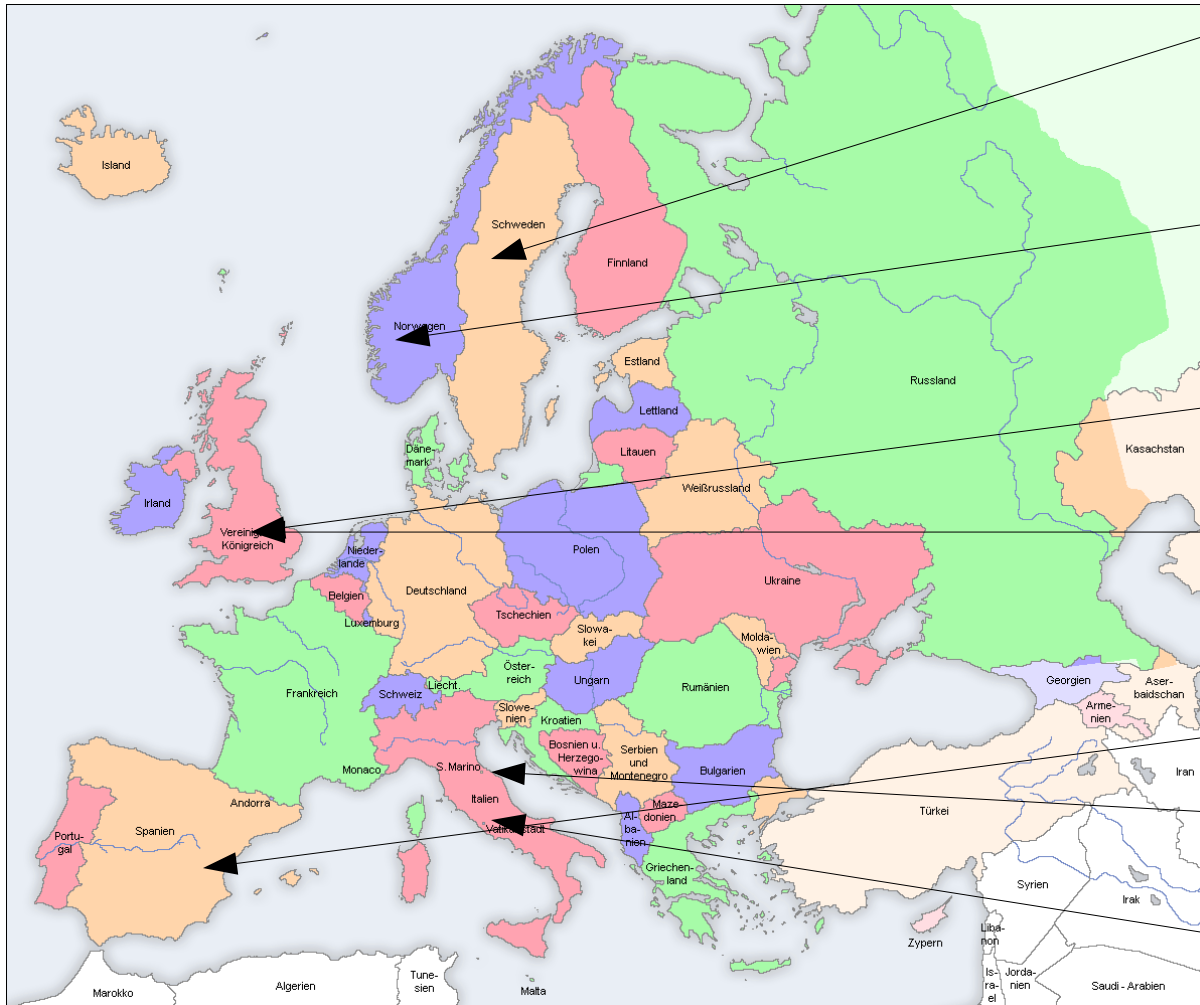 Island
Schweden
Finnland
Norwegen
Estland
Russland
Lettland
Däne-
mark
Litauen
Kasachstan
Weißrussland
Irland
Vereinigtes
Königreich
Nieder-
lande
Polen
Belgien
Deutschland
Ukraine
Tschechien
Luxemburg
Slowa-
kei
Molda-
wien
Öster-
reich
Frankreich
Schweiz
Liecht.
Ungarn
Rumänien
Georgien
Aser-
baidschan
Slowe-
nien
Kroatien
Arme-
nien
Bosnien u.
Herzego-
wina
Serbien
und
Montenegro
Monaco
S. Marino
Bulgarien
Iran
Andorra
Italien
Maze-
donien
Türkei
Spanien
Portu-
gal
Vatikanstadt
Al-
ba-
nien
Griechen-
land
Syrien
Irak
Zypern
Liba-
non
Is-
ra-
el
Jorda-
nien
Saudi - Arabien
Marokko
Algerien
Tune-
sien
Malta